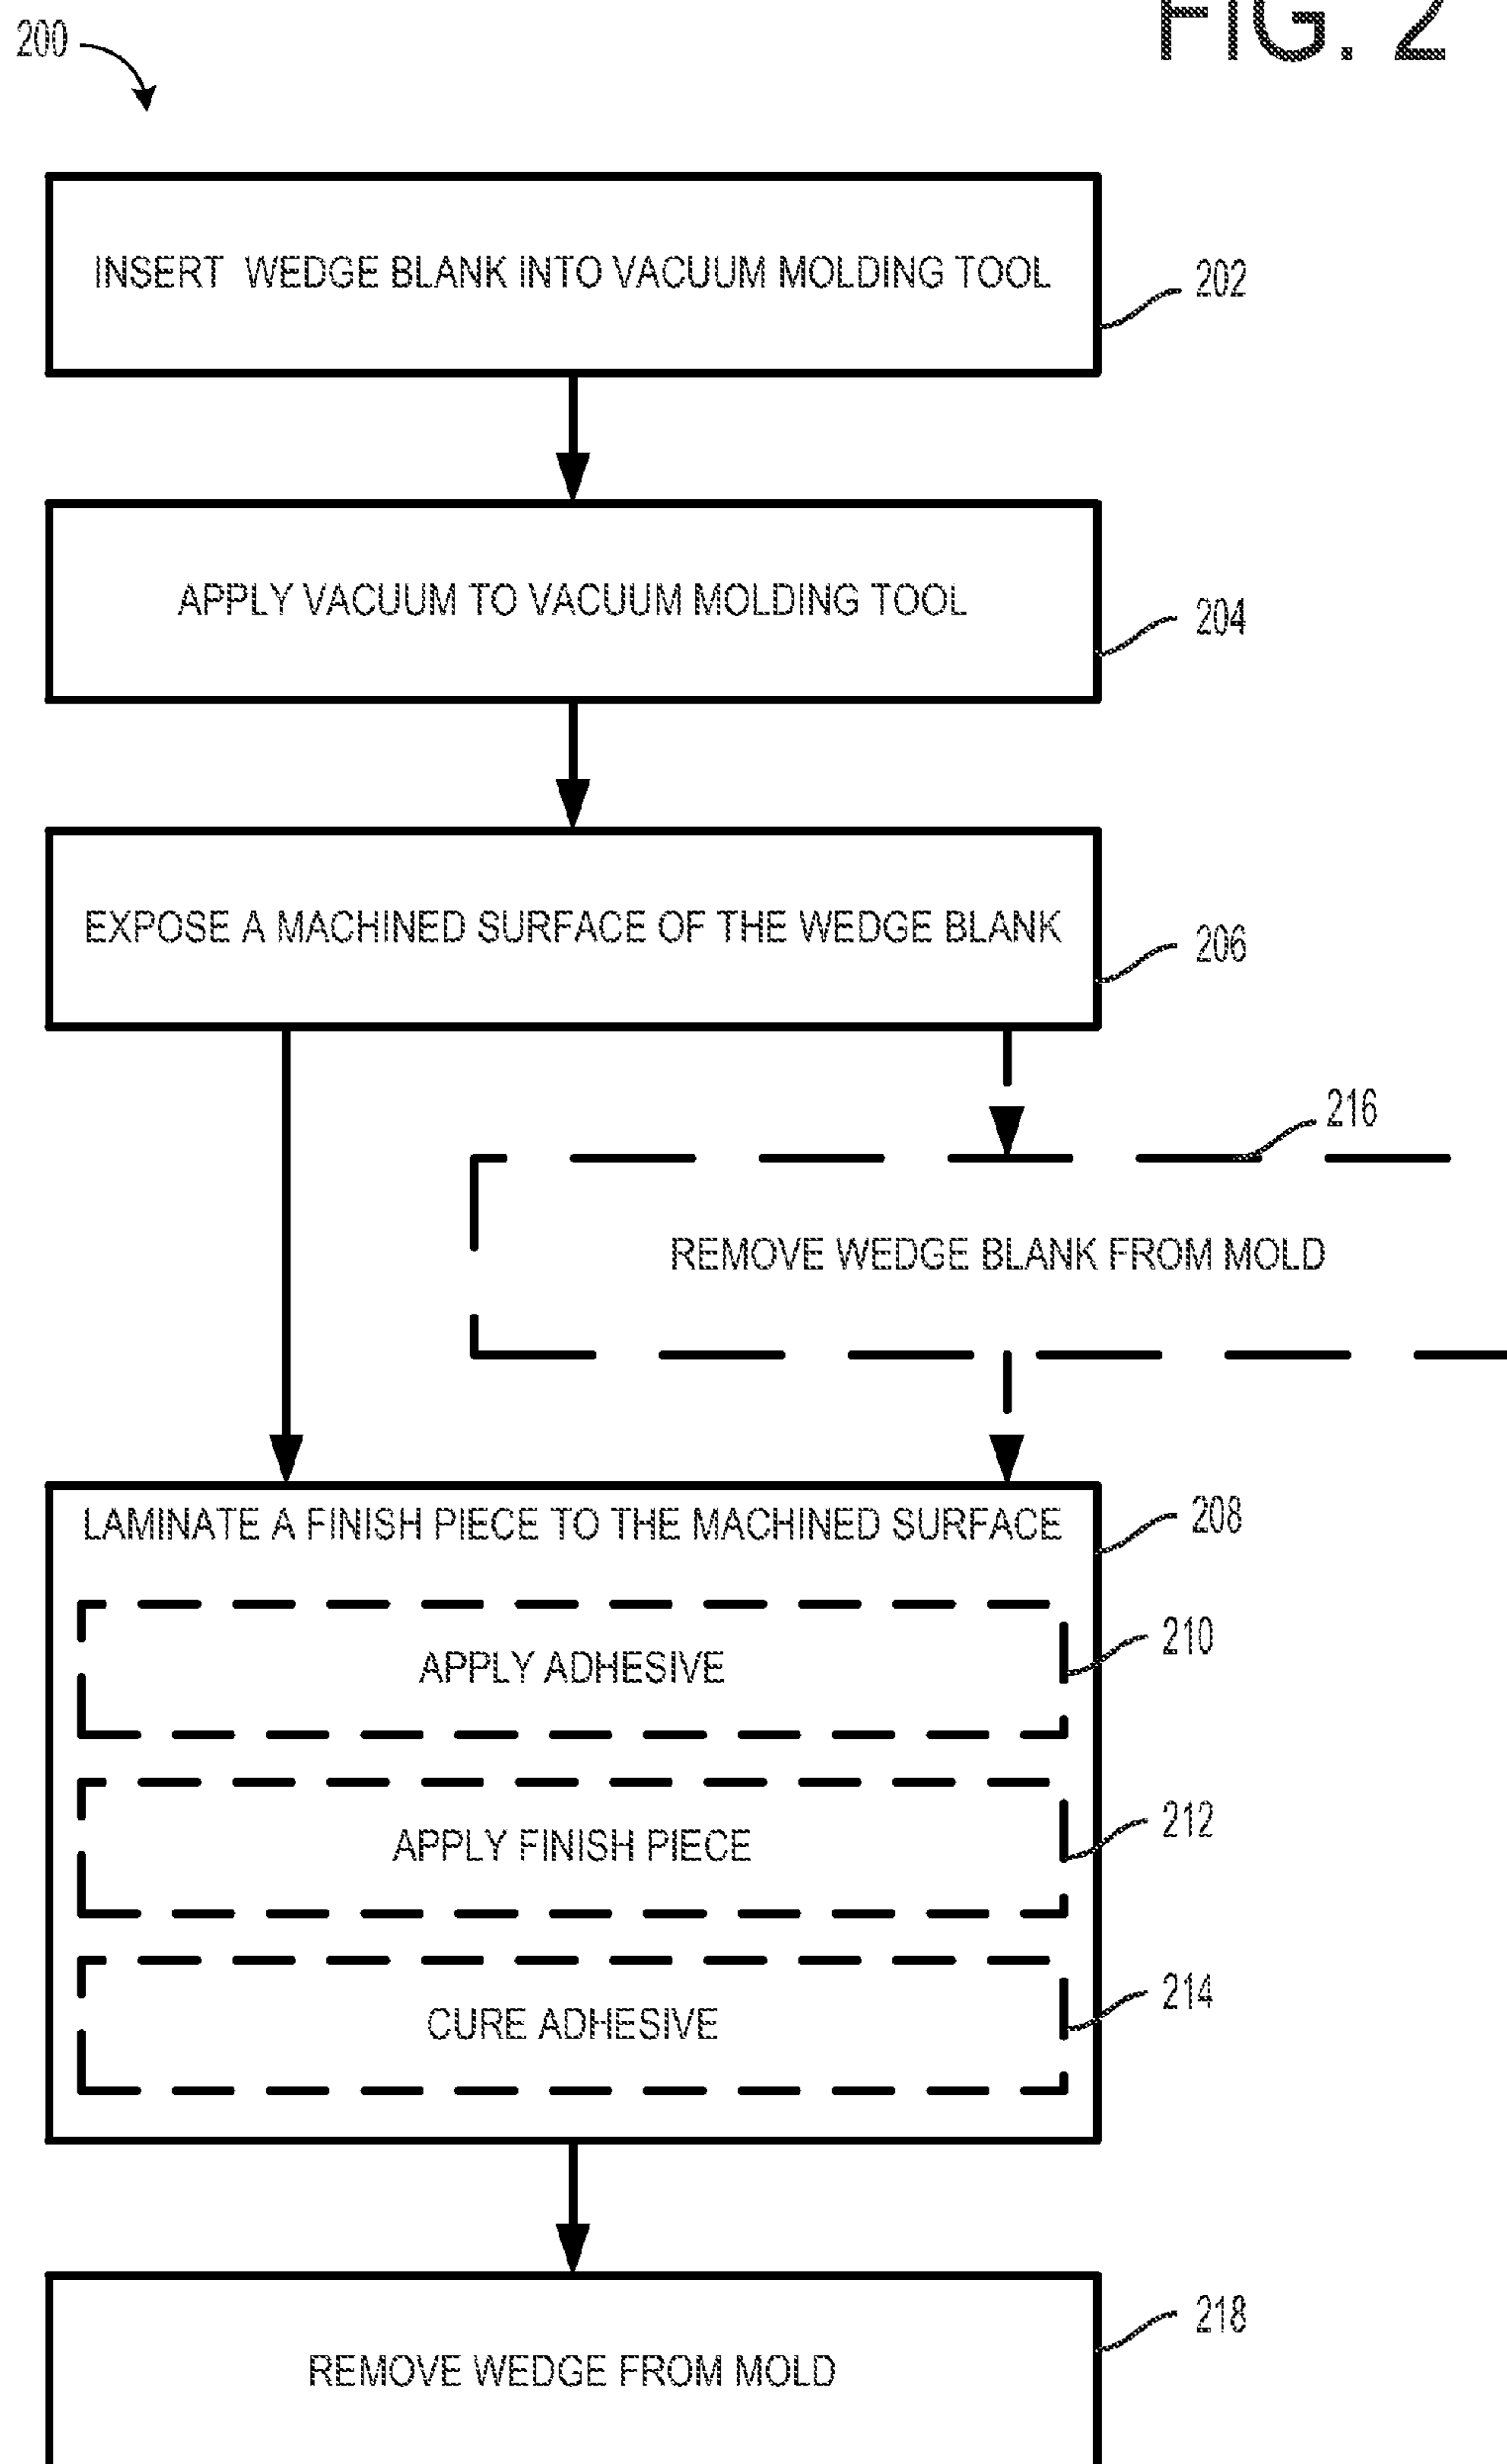 FIG. 2
200
INSERT WEDGE BLANK INTO VACUUM MOLDING TOOL
202
APPLY VACUUM TO VACUUM MOLDING TOOL
204
EXPOSE A MACHINED SURFACE OF THE WEDGE BLANK
206
216
REMOVE WEDGE BLANK FROM MOLD
LAMINATE A FINISH PIECE TO THE MACHINED SURFACE
208
APPLY ADHESIVE
210
APPLY FINISH PIECE
212
CURE ADHESIVE
214
REMOVE WEDGE FROM MOLD
218